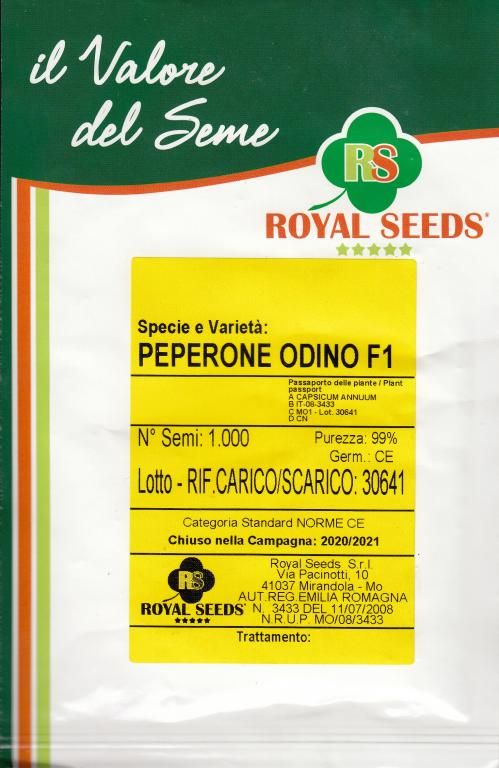 il Valore
del Seme
RS
ROYAL SEEDS®
Specie e Varietà:
PEPERONE ODINO F1
Passaporto delle piante / Plant
passport
A CAPSICUM ANNUUM
B IT-08-3433
C MO1 - Lot. 30641
D CN
N° Semi: 1.000
Purezza: 99%
Germ.: CE
Lotto - RIF.CARICO/SCARICO: 30641
Categoria Standard NORME CE
Chiuso nella Campagna: 2020/2021
RS
ROYAL SEEDS®
Royal Seeds S.r.l.
Via Pacinotti, 10
41037 Mirandola - Mo
AUT.REG.EMILIA ROMAGNA
N. 3433 DEL 11/07/2008
N.R.U.P. MO/08/3433
Trattamento: